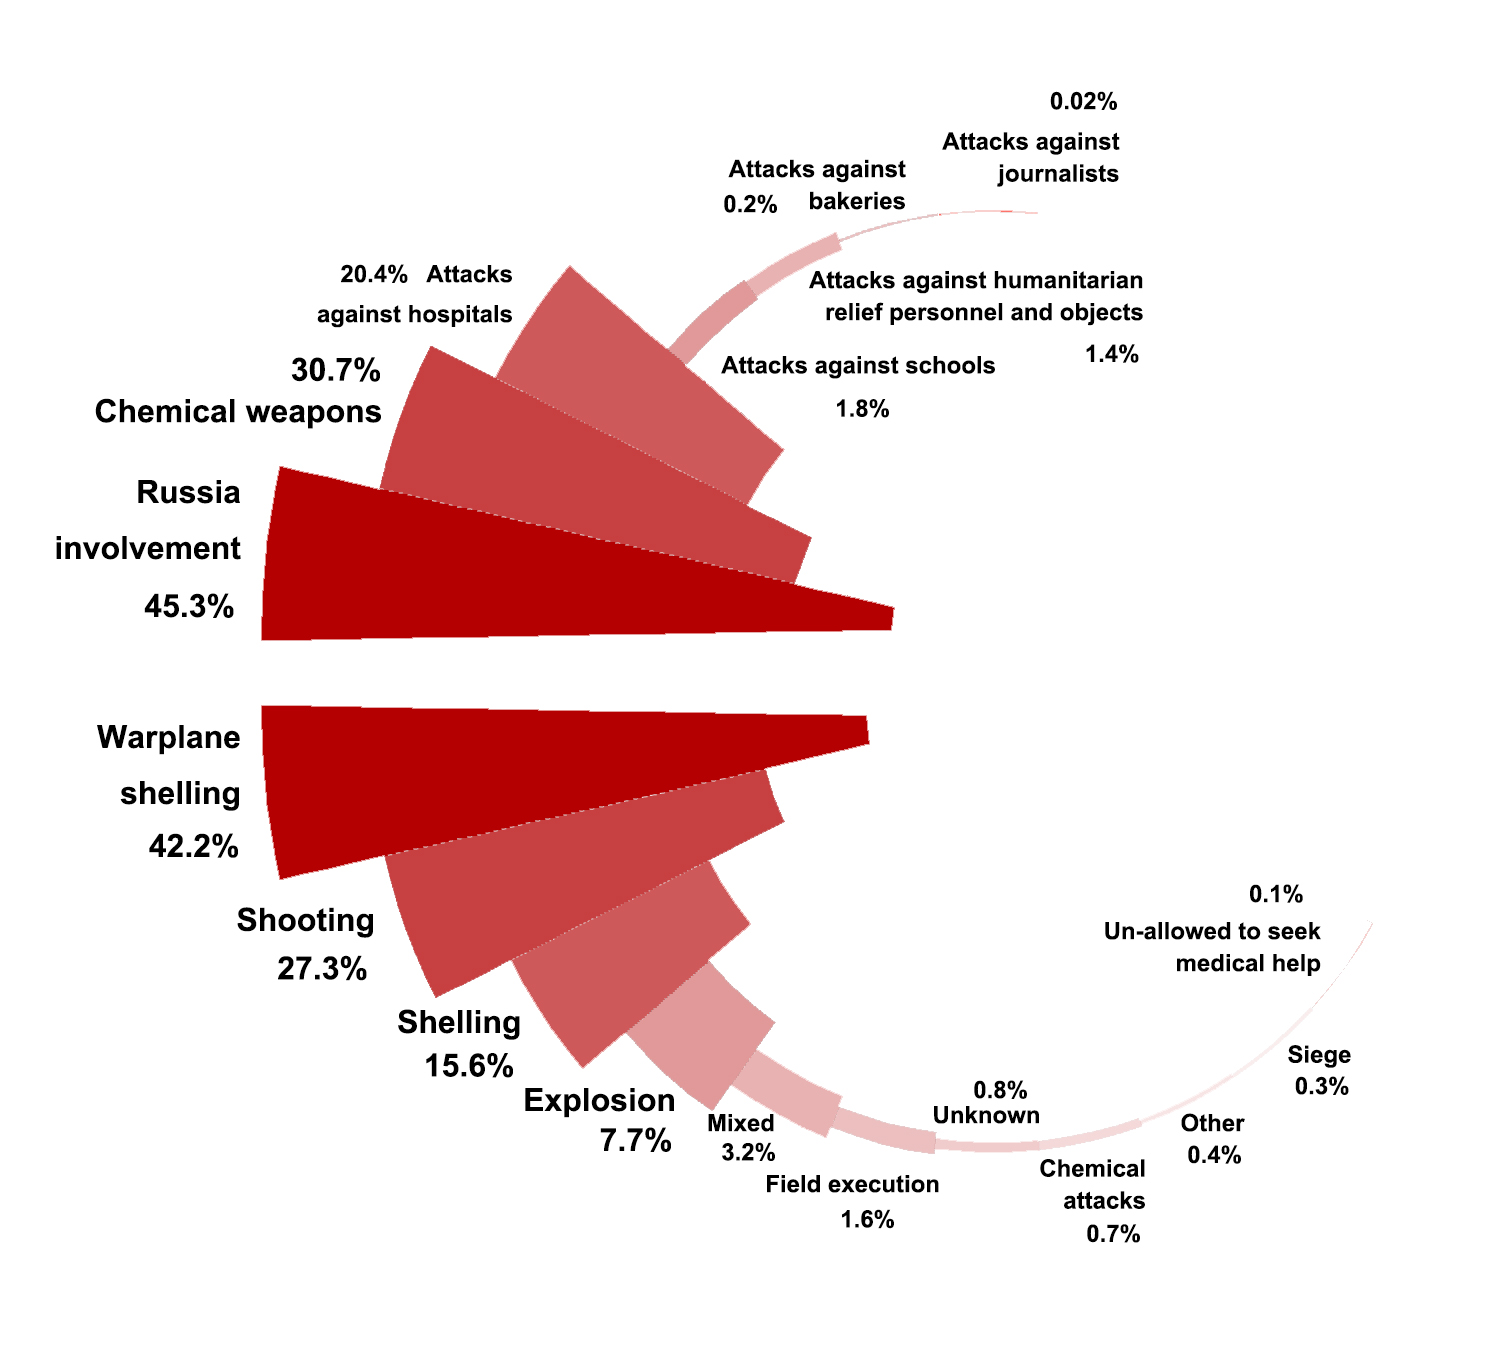 0.02%
Attacks against
journalists
Attacks against
0.2% bakeries
20.4% Attacks
against hospitals
Attacks against humanitarian
relief personnel and objects
1.4%
30.7%
Chemical weapons
Attacks against schools
1.8%
Russia
involvement
45.3%
Warplane
shelling
42.2%
Shooting
27.3%
Shelling
15.6%
Explosion
7.7%
Mixed
3.2%
Field execution
1.6%
0.8%
Unknown
Chemical
attacks
0.7%
Other
0.4%
Siege
0.3%
0.1%
Un-allowed to seek
medical help